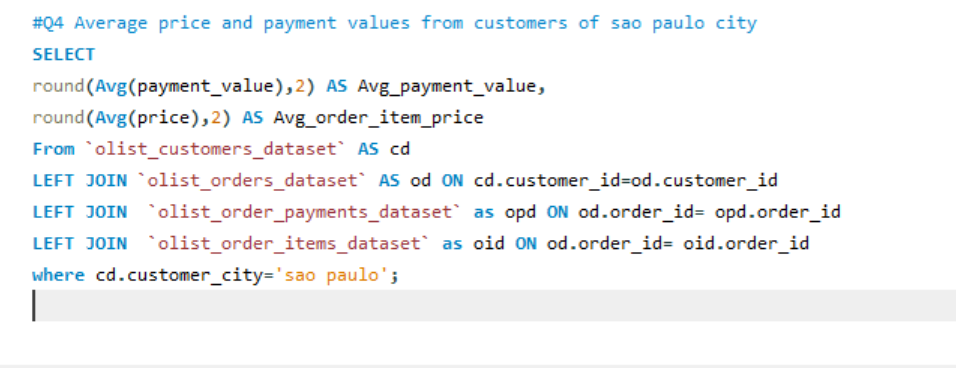 #Q4 Average price and payment values from customers of sao paulo city
SELECT
round(Avg(payment_value),2) AS Avg_payment_value,
round(Avg(price),2) AS Avg_order_item_price
From `olist_customers_dataset` AS cd
LEFT JOIN `olist_orders_dataset` AS od ON cd.customer_id=od.customer_id
LEFT JOIN  `olist_order_payments_dataset` as opd ON od.order_id= opd.order_id
LEFT JOIN  `olist_order_items_dataset` as oid ON od.order_id= oid.order_id
where cd.customer_city='sao paulo';